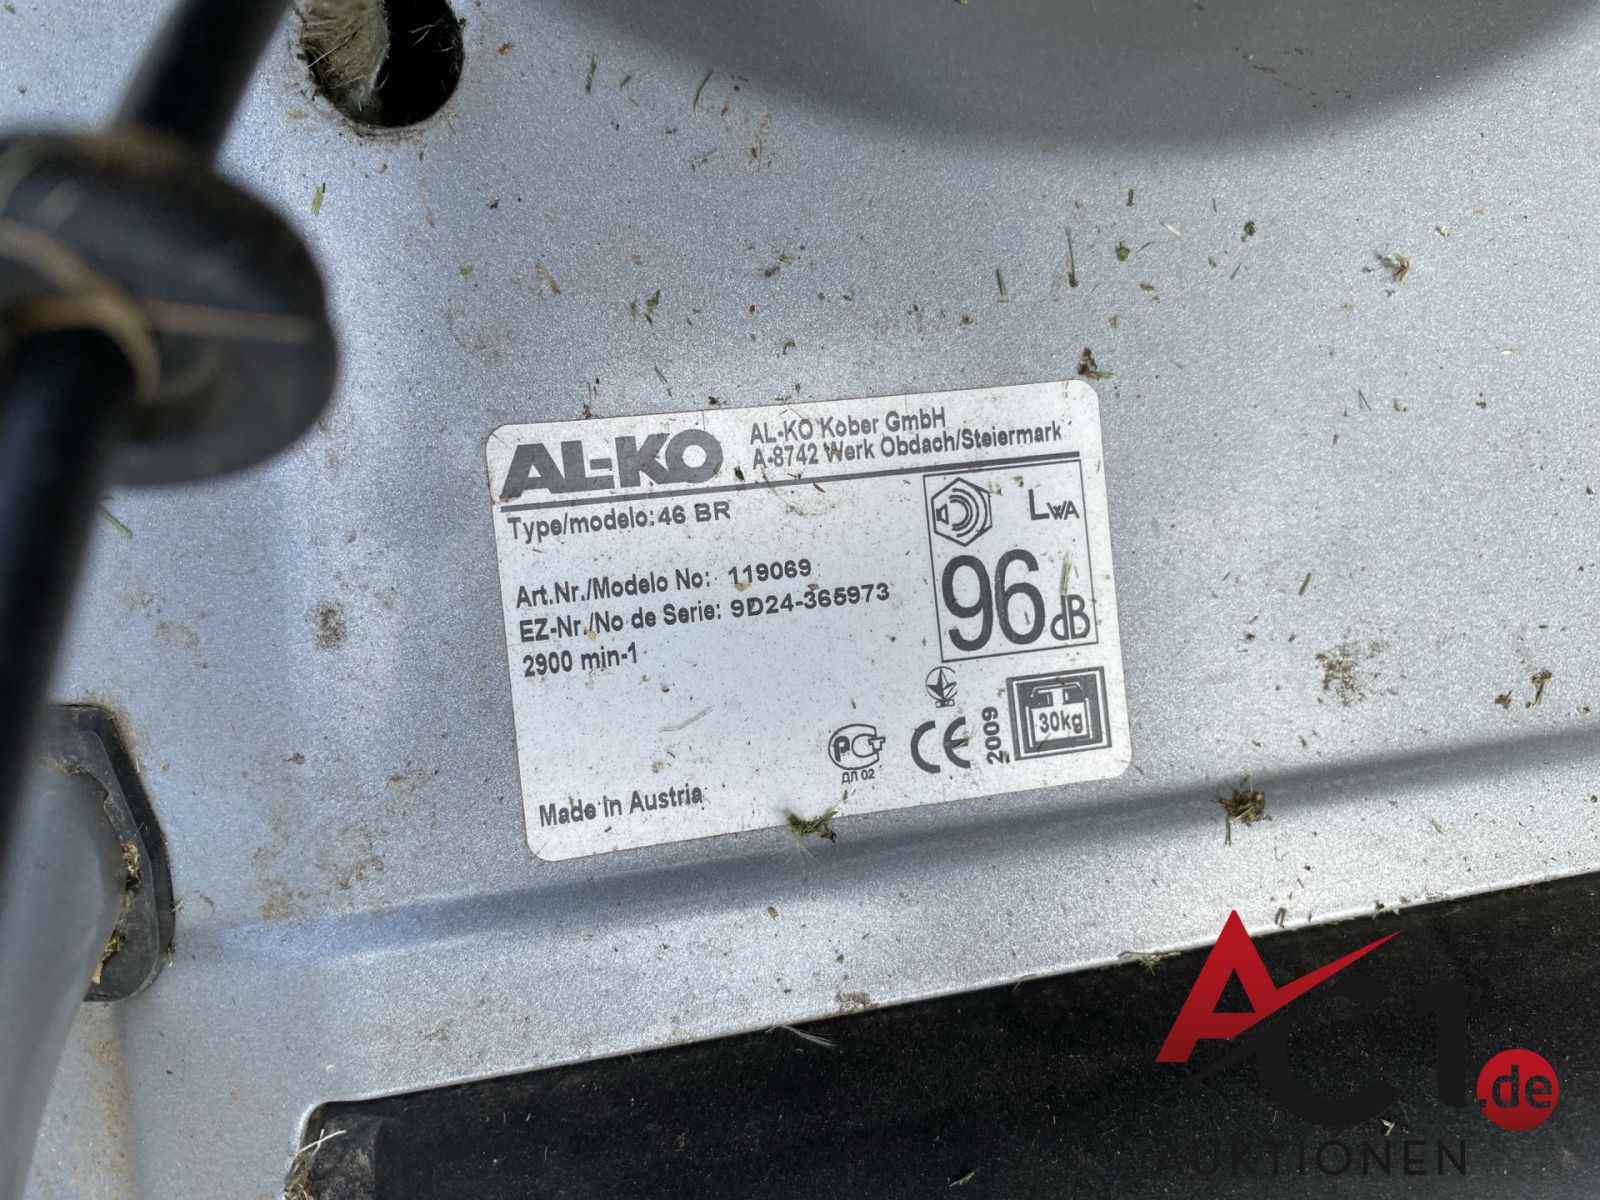 AL-KO
AL-KO Kober GmbH
A-8742 Werk Obdach/Steiermark
Type/modelo: 46 BR
LWA
96 dB
Art.Nr./Modelo No: 119069
EZ-Nr./No de Serie: 9D24-365973
2900 min-1
Made in Austria
РСТ
ДЛ 02
CE
2009
30kg
AC1.de
AUKTIONEN